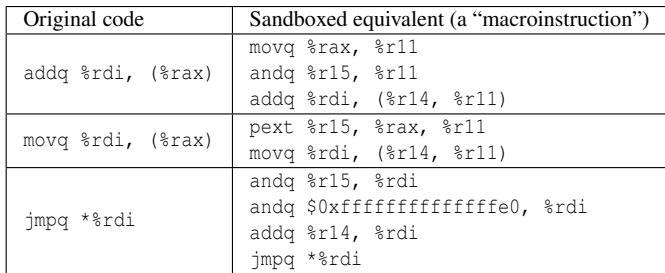 Original code Sandboxed equivalent (a “macroinstruction”)
addq %rdi, (%rax)
movq %rax, %r11
andq %r15, %r11
addq %rdi, (%r14, %r11)
movq %rdi, (%rax)
pext %r15, %rax, %r11
movq %rdi, (%r14, %r11)
jmpq *%rdi
andq %r15, %rdi
andq $0xffffffffffffffe0, %rdi
addq %r14, %rdi
jmpq *%rdi